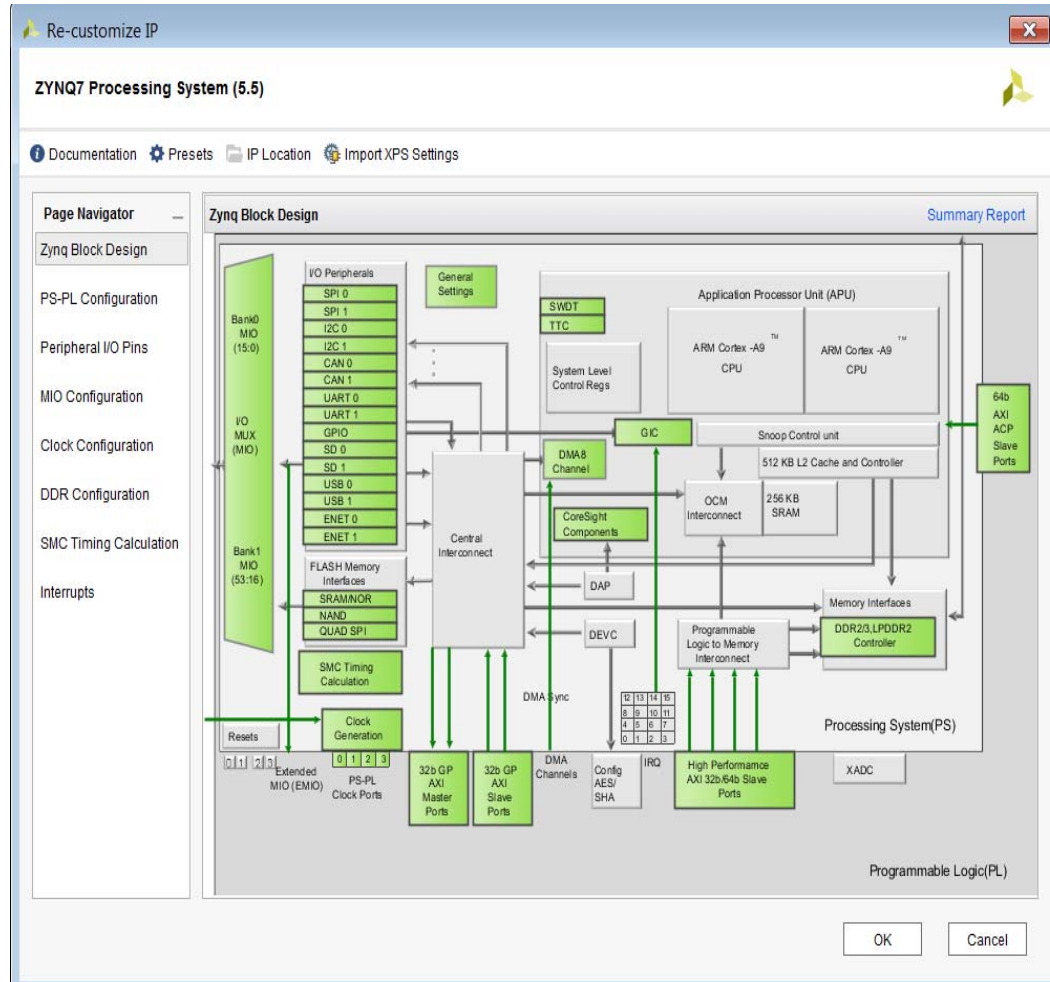 Re-customize IP
ZYNQ7 Processing System (5.5)
Documentation Presets IP Location Import XPS Settings
Page Navigator
Zynq Block Design
PS-PL Configuration
Peripheral I/O Pins
MIO Configuration
Clock Configuration
DDR Configuration
SMC Timing Calculation
Interrupts
Zynq Block Design
Summary Report
Bank0
MIO
(15:0)
I/O
MUX
(MIO)
Bank1
MIO
(53:16)
I/O Peripherals
SPI 0
SPI 1
I2C 0
I2C 1
CAN 0
CAN 1
UART 0
UART 1
GPIO
SD 0
SD 1
USB 0
USB 1
ENET 0
ENET 1
FLASH Memory
Interfaces
SRAM/NOR
NAND
QUAD SPI
SMC Timing
Calculation
General
Settings
Central
Interconnect
Application Processor Unit (APU)
SWDT
TTC
System Level
Control Regs
ARM Cortex -A9 ™
CPU
ARM Cortex -A9 ™
CPU
GIC
Snoop Control unit
DMA8
Channel
512 KB L2 Cache and Controller
OCM
Interconnect
256 KB
SRAM
CoreSight
Components
DAP
DEVC
Programmable
Logic to Memory
Interconnect
Memory Interfaces
DDR2/3,LPDDR2
Controller
64b
AXI
ACP
Slave
Ports
Processing System(PS)
Resets
0 1 2 3
Clock
Generation
0 1 2 3
Extended
MIO (EMIO)
PS-PL
Clock Ports
32b GP
AXI
Master
Ports
32b GP
AXI
Slave
Ports
DMA Sync
DMA
Channels
Config
AES/
SHA
12 13 14 15
8 9 10 11
4 5 6 7
0 1 2 3
IRQ
High Performamce
AXI 32b/64b Slave
Ports
XADC
Programmable Logic(PL)
OK
Cancel